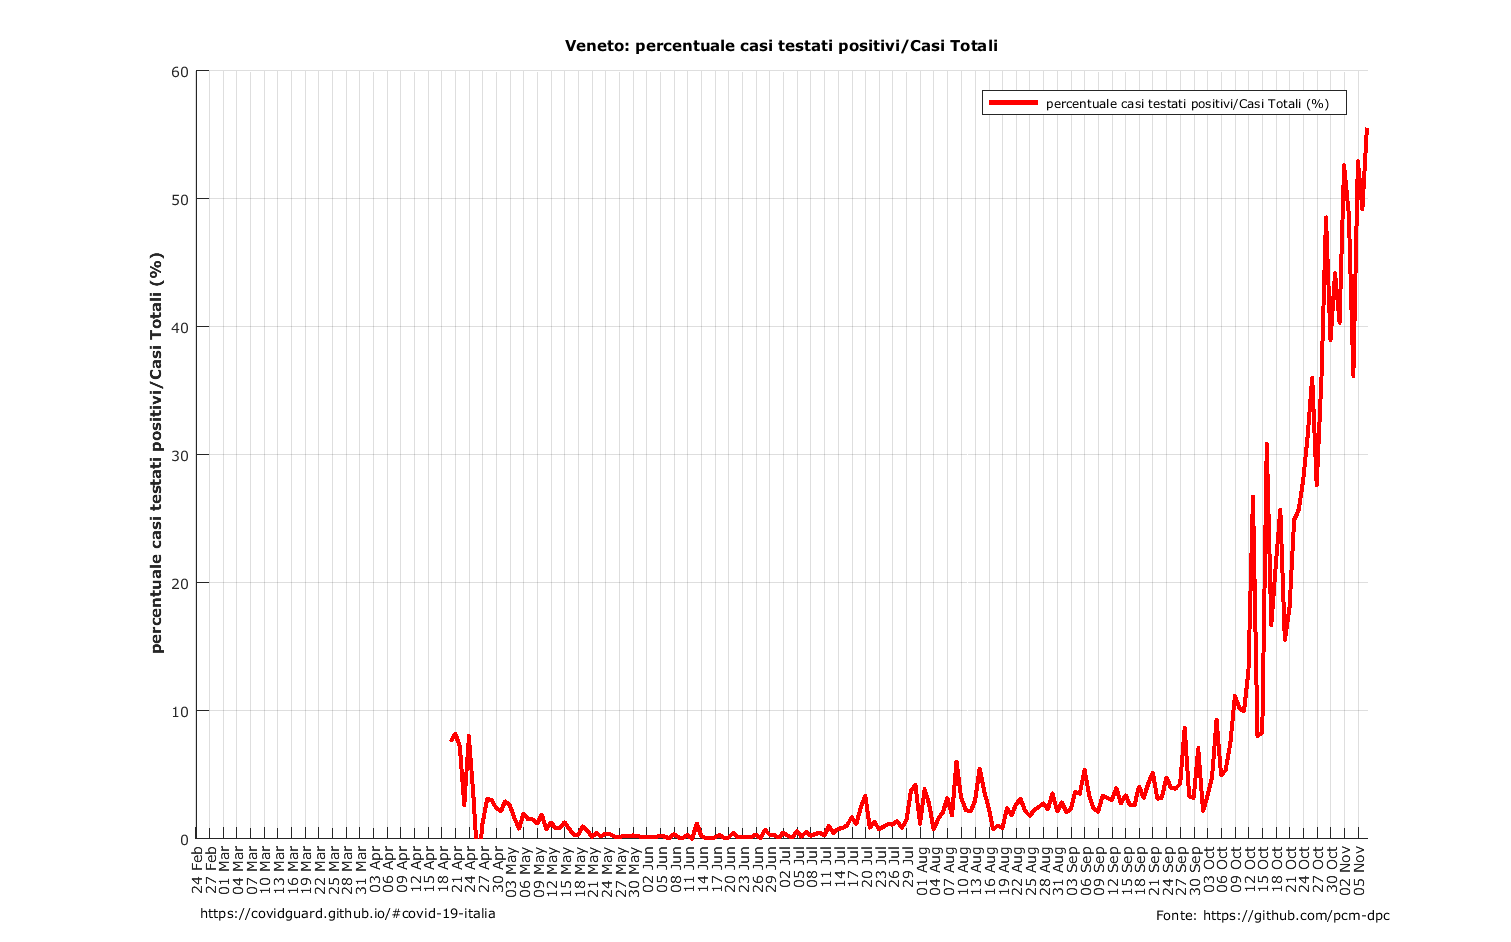 Veneto: percentuale casi testati positivi/Casi Totali
percentuale casi testati positivi/Casi Totali (%)
percentuale casi testati positivi/Casi Totali (%)
60
50
40
30
20
10
0
24 Feb
27 Feb
01 Mar
04 Mar
07 Mar
10 Mar
13 Mar
16 Mar
19 Mar
22 Mar
25 Mar
28 Mar
31 Mar
03 Apr
06 Apr
09 Apr
12 Apr
15 Apr
18 Apr
21 Apr
24 Apr
27 Apr
30 Apr
03 May
06 May
09 May
12 May
15 May
18 May
21 May
24 May
27 May
30 May
02 Jun
05 Jun
08 Jun
11 Jun
14 Jun
17 Jun
20 Jun
23 Jun
26 Jun
29 Jun
02 Jul
05 Jul
08 Jul
11 Jul
14 Jul
17 Jul
20 Jul
23 Jul
26 Jul
29 Jul
01 Aug
04 Aug
07 Aug
10 Aug
13 Aug
16 Aug
19 Aug
22 Aug
25 Aug
28 Aug
31 Aug
03 Sep
06 Sep
09 Sep
12 Sep
15 Sep
18 Sep
21 Sep
24 Sep
27 Sep
30 Sep
03 Oct
06 Oct
09 Oct
12 Oct
15 Oct
18 Oct
21 Oct
24 Oct
27 Oct
30 Oct
02 Nov
05 Nov
https://covidguard.github.io/#covid-19-italia
Fonte: https://github.com/pcm-dpc